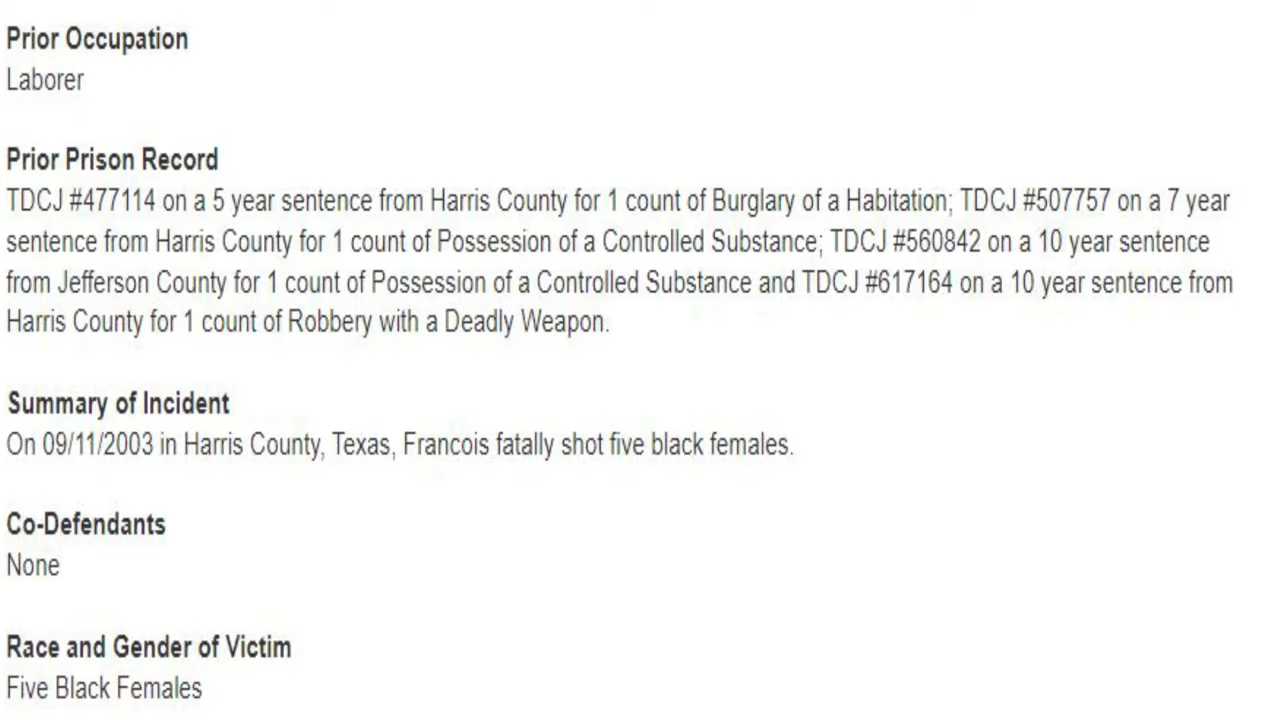 Prior Occupation
Laborer
Prior Prison Record
TDCJ #477114 on a 5 year sentence from Harris County for 1 count of Burglary of a Habitation; TDCJ #507757 on a 7 year
sentence from Harris County for 1 count of Possession of a Controlled Substance; TDCJ #560842 on a 10 year sentence
from Jefferson County for 1 count of Possession of a Controlled Substance and TDCJ #617164 on a 10 year sentence from
Harris County for 1 count of Robbery with a Deadly Weapon.
Summary of Incident
On 09/11/2003 in Harris County, Texas, Francois fatally shot five black females.
Co-Defendants
None
Race and Gender of Victim
Five Black Females